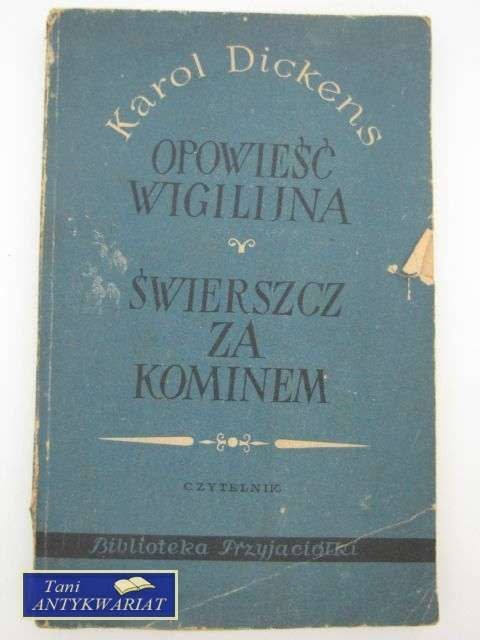 Karol Dickens
OPOWIEŚĆ
WIGILIJNA
ŚWIERSZCZ
ZA
KOMINEM
CZYTELNIK
Biblioteka Przyjaciółki
Tani
ANTYKWARIAT